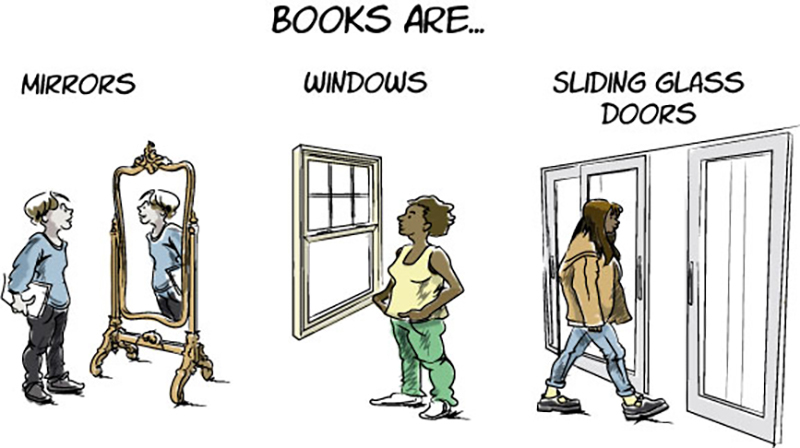 BOOKS ARE...
MIRRORS
WINDOWS
SLIDING GLASS
DOORS